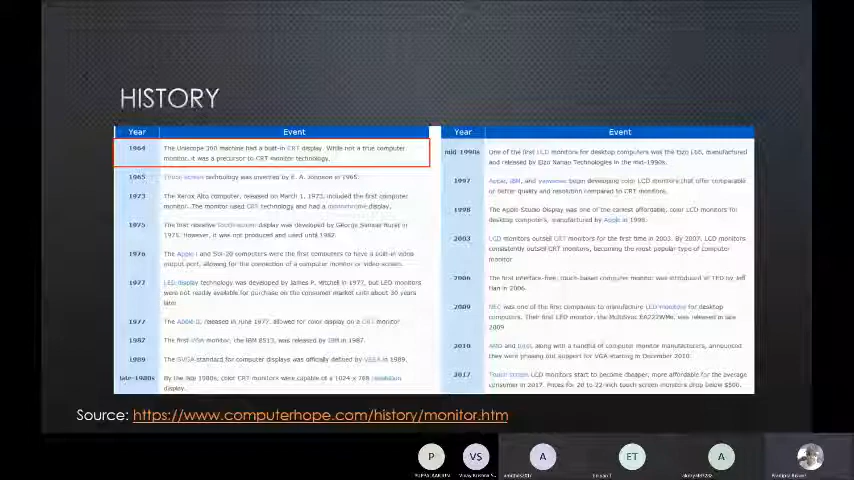 HISTORY
Year Event
1964 The Uniscope 300 machine had a built-in CRT display. While not a true computer
monitor, it was a precursor to CRT monitor technology.
1965 Touch screen technology was invented by E. A. Johnson in 1965.
1973 The Xerox Alto computer, released on March 1, 1973, included the first computer
monitor. The monitor used CRT technology and had a monochrome display.
1975 The first resistive touchscreen display was developed by George Samuel Hurst in
1975. However, it was not produced and used until 1982.
1976 The Apple I and Sol-20 computers were the first computers to have a built-in video
output port, allowing for the connection of a computer monitor or video screen.
1977 LED display technology was developed by James P. Mitchell in 1977, but LED monitors
were not readily available for purchase on the consumer market until about 30 years
later.
1977 The Apple II, released in June 1977, allowed for color display on a CRT monitor
1987 The first VGA monitor, the IBM 8513, was released by IBM in 1987.
1989 The SVGA standard for computer displays was officially defined by VESA in 1989.
late-1980s By the late 1980s, color CRT monitors were capable of a 1024 x 768 resolution
display.
Year Event
mid-1990s One of the first LCD monitors for desktop computers was the Eizo L66, manufactured
and released by Eizo Nanao Technologies in the mid-1990s.
1997 Apple, IBM, and Viewsonic began developing color LCD monitors that offer comparable
or better quality and resolution compared to CRT monitors.
1998 The Apple Studio Display was one of the earliest affordable, color LCD monitors for
desktop computers, manufactured by Apple in 1998.
2003 LCD monitors outsell CRT monitors for the first time in 2003. By 2007, LCD monitors
consistently outsell CRT monitors, becoming the most popular type of computer
monitor
2006 The first interface-free, touch-based computer monitor was introduced at TED by Jeff
Han in 2006.
2009 NEC was one of the first companies to manufacture LED monitors for desktop
computers. Their first LED monitor, the MultiSync EA222WMe, was released in late
2009
2010 AMD and Intel, along with a handful of computer monitor manufacturers, announced
they were phasing out support for VGA starting in December 2010.
2017 Touch screen LCD monitors start to become cheaper, more affordable for the average
consumer in 2017. Prices for 20 to 22-inch touch screen monitors drop below $500.
Source: https://www.computerhope.com/history/monitor.htm
P VS A ET A